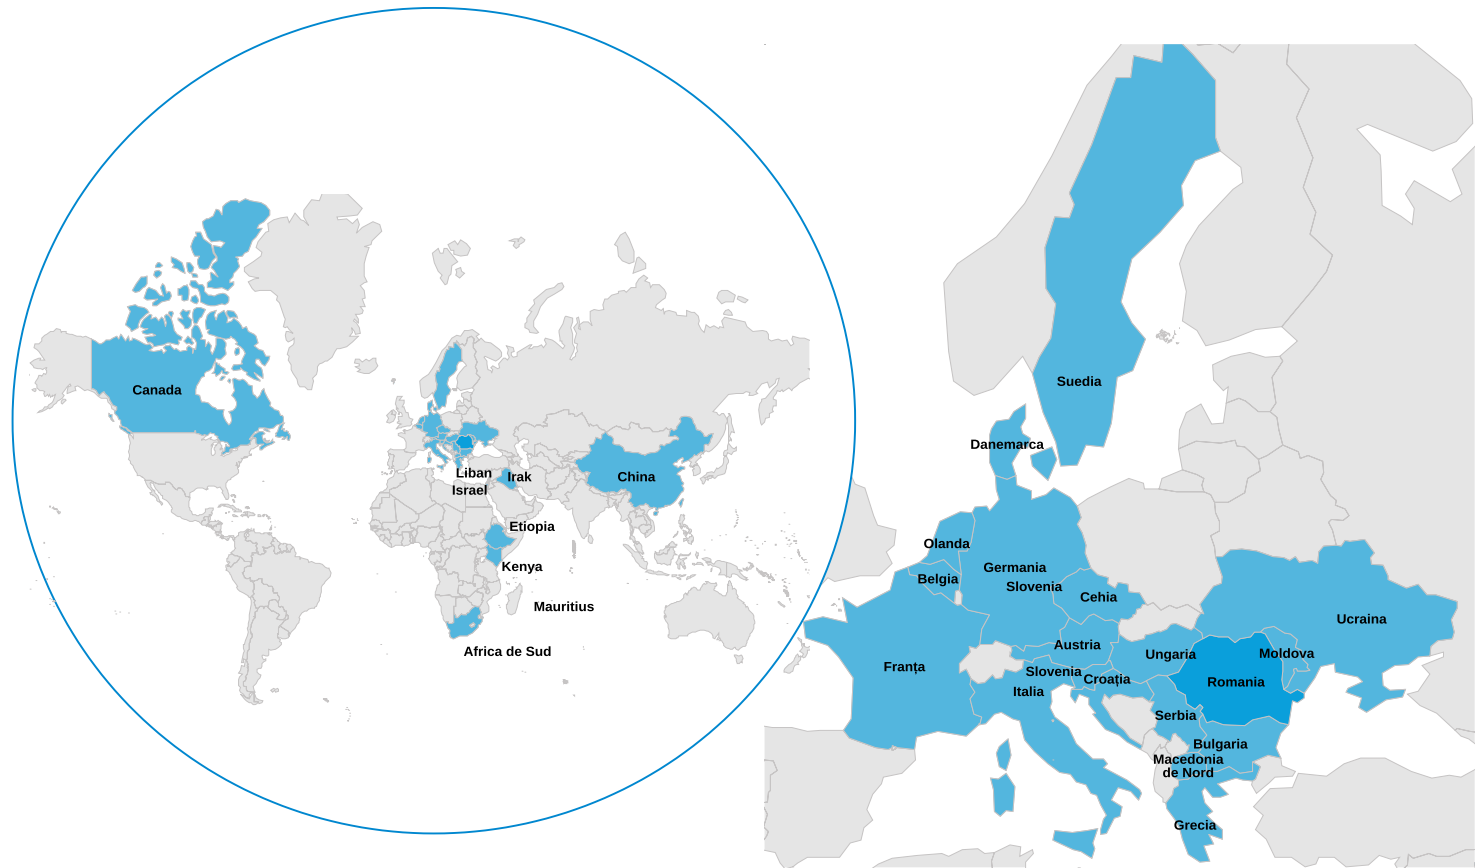 Canada
Liban
Irak
China
Israel
Etiopia
Kenya
Mauritius
Africa de Sud
Suedia
Danemarca
Olanda
Germania
Belgia
Slovenia
Cehia
Ucraina
Austria
Ungaria
Moldova
Franța
Slovenia
Croația
Romania
Italia
Serbia
Bulgaria
Macedonia
de Nord
Grecia